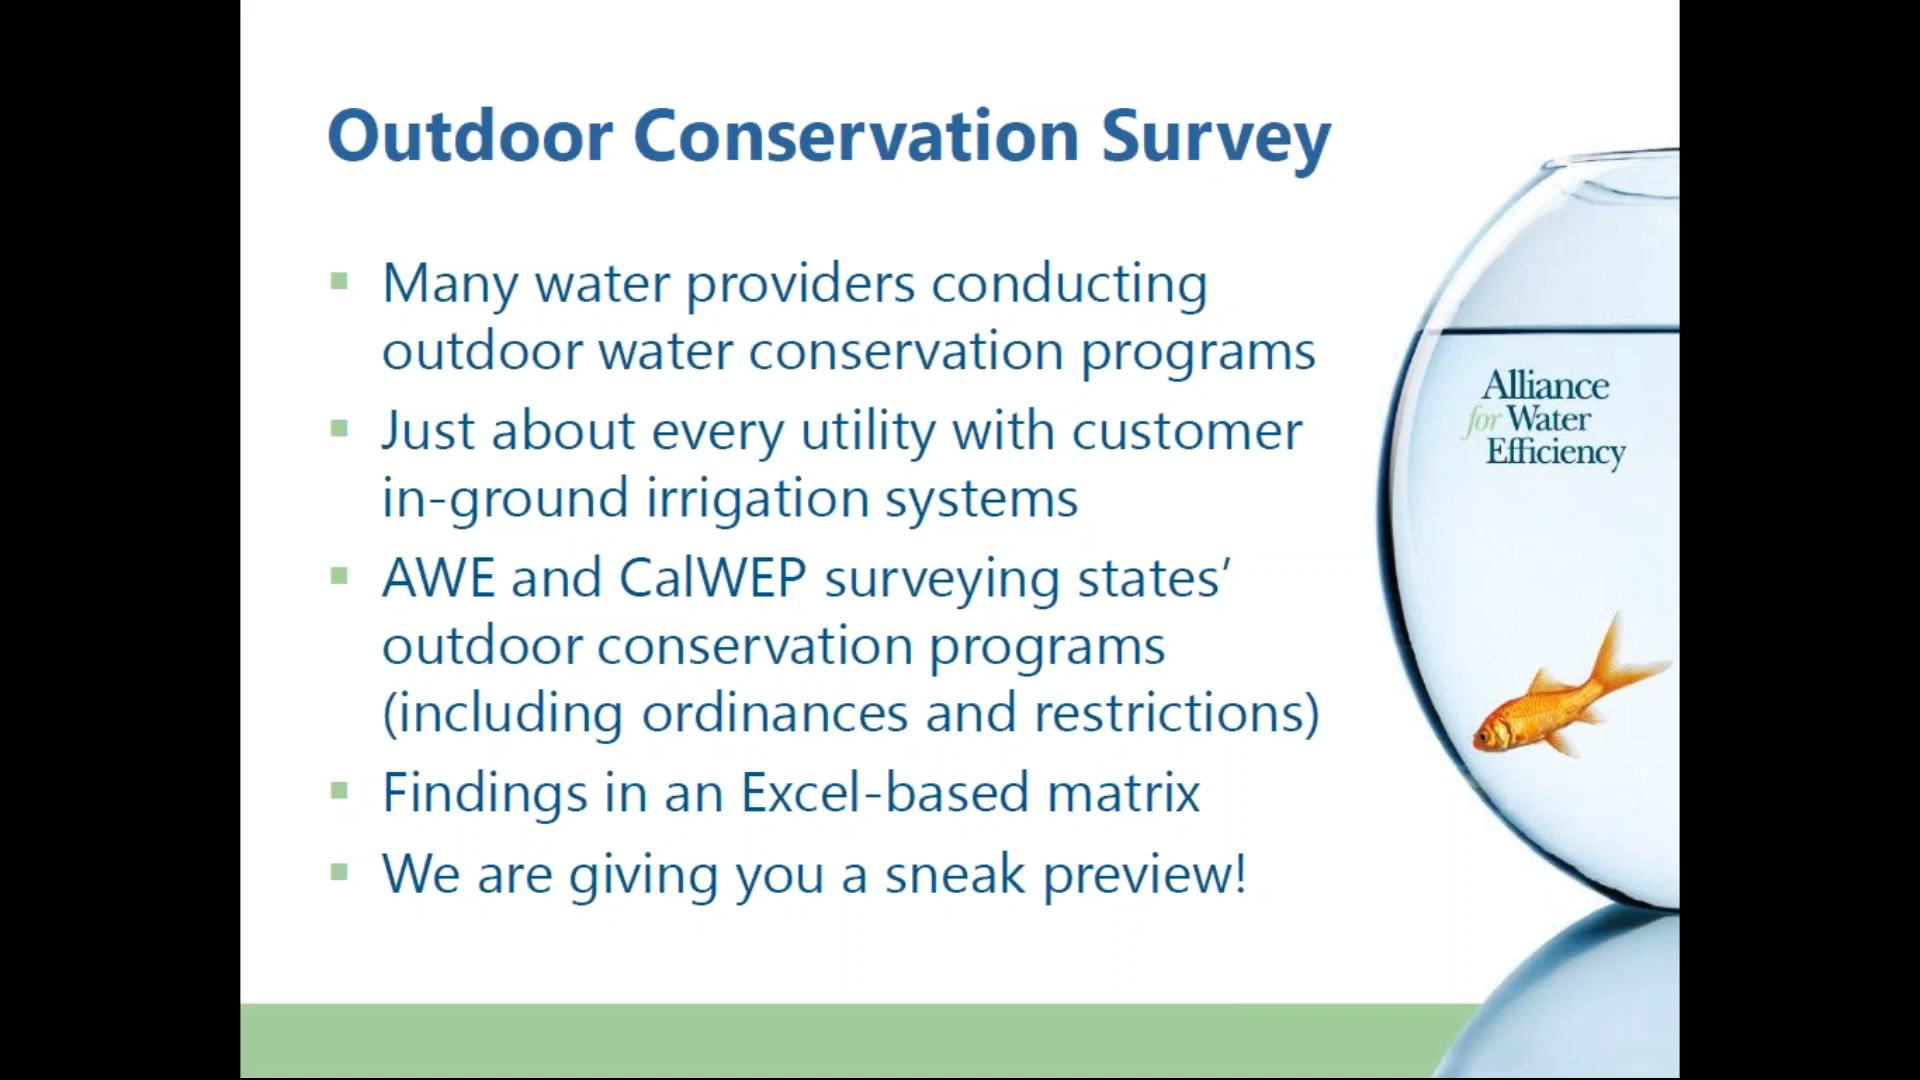 Outdoor Conservation Survey
Many water providers conducting
outdoor water conservation programs
Just about every utility with customer
in-ground irrigation systems
AWE and CalWEP surveying states’
outdoor conservation programs
(including ordinances and restrictions)
Findings in an Excel-based matrix
We are giving you a sneak preview!
Alliance
for Water
Efficiency